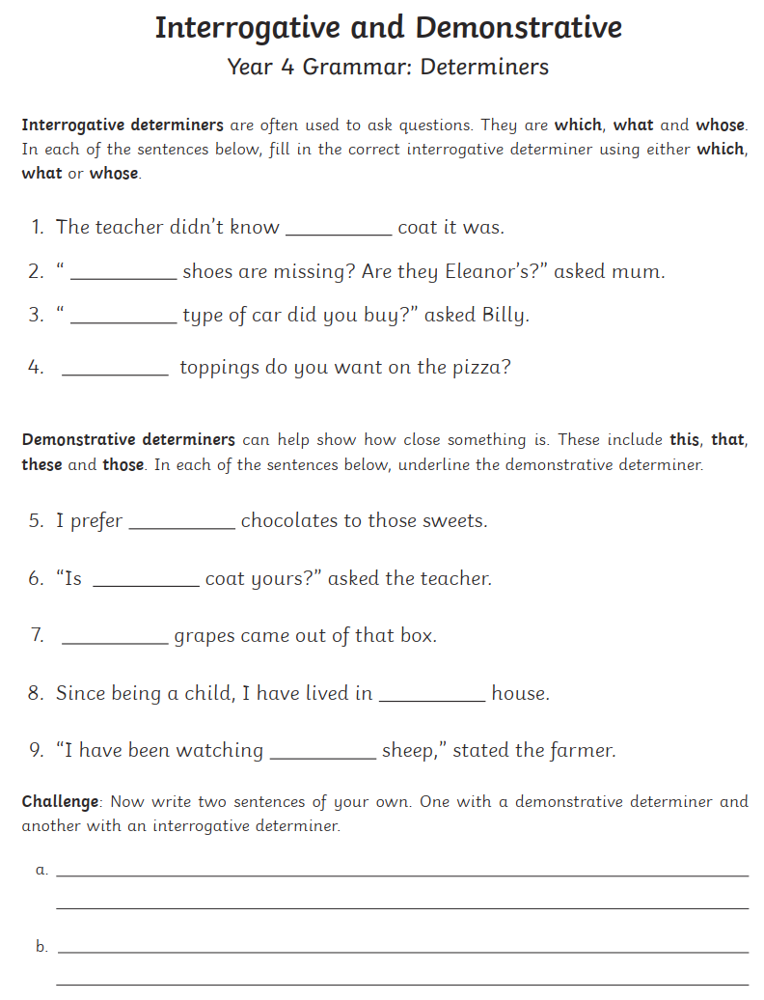 Interrogative and Demonstrative
Year 4 Grammar: Determiners
Interrogative determiners are often used to ask questions. They are which, what and whose.
In each of the sentences below, fill in the correct interrogative determiner using either which,
what or whose.
1. The teacher didn't know __________ coat it was.
2. “ __________ shoes are missing? Are they Eleanor's?” asked mum.
3. “ __________ type of car did you buy?” asked Billy.
4. __________ toppings do you want on the pizza?
Demonstrative determiners can help show how close something is. These include this, that,
these and those. In each of the sentences below, underline the demonstrative determiner.
5. I prefer __________ chocolates to those sweets.
6. “Is __________ coat yours?” asked the teacher.
7. __________ grapes came out of that box.
8. Since being a child, I have lived in __________ house.
9. “I have been watching __________ sheep,” stated the farmer.
Challenge: Now write two sentences of your own. One with a demonstrative determiner and
another with an interrogative determiner.
a.
b.